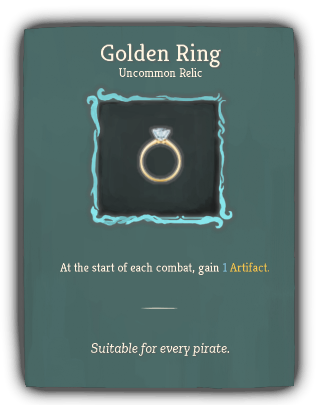 Golden Ring
Uncommon Relic
At the start of each combat, gain 1 Artifact.
Suitable for every pirate.